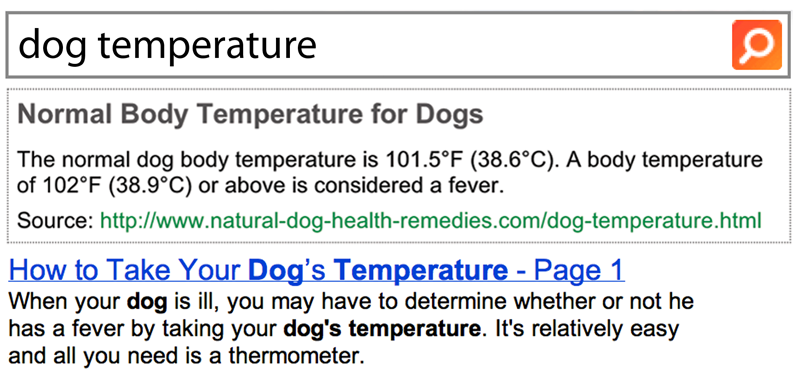 dog temperature
Normal Body Temperature for Dogs
The normal dog body temperature is 101.5°F (38.6°C). A body temperature
of 102°F (38.9°C) or above is considered a fever.
Source: http://www.natural-dog-health-remedies.com/dog-temperature.html
How to Take Your Dog's Temperature - Page 1
When your dog is ill, you may have to determine whether or not he
has a fever by taking your dog's temperature. It's relatively easy
and all you need is a thermometer.